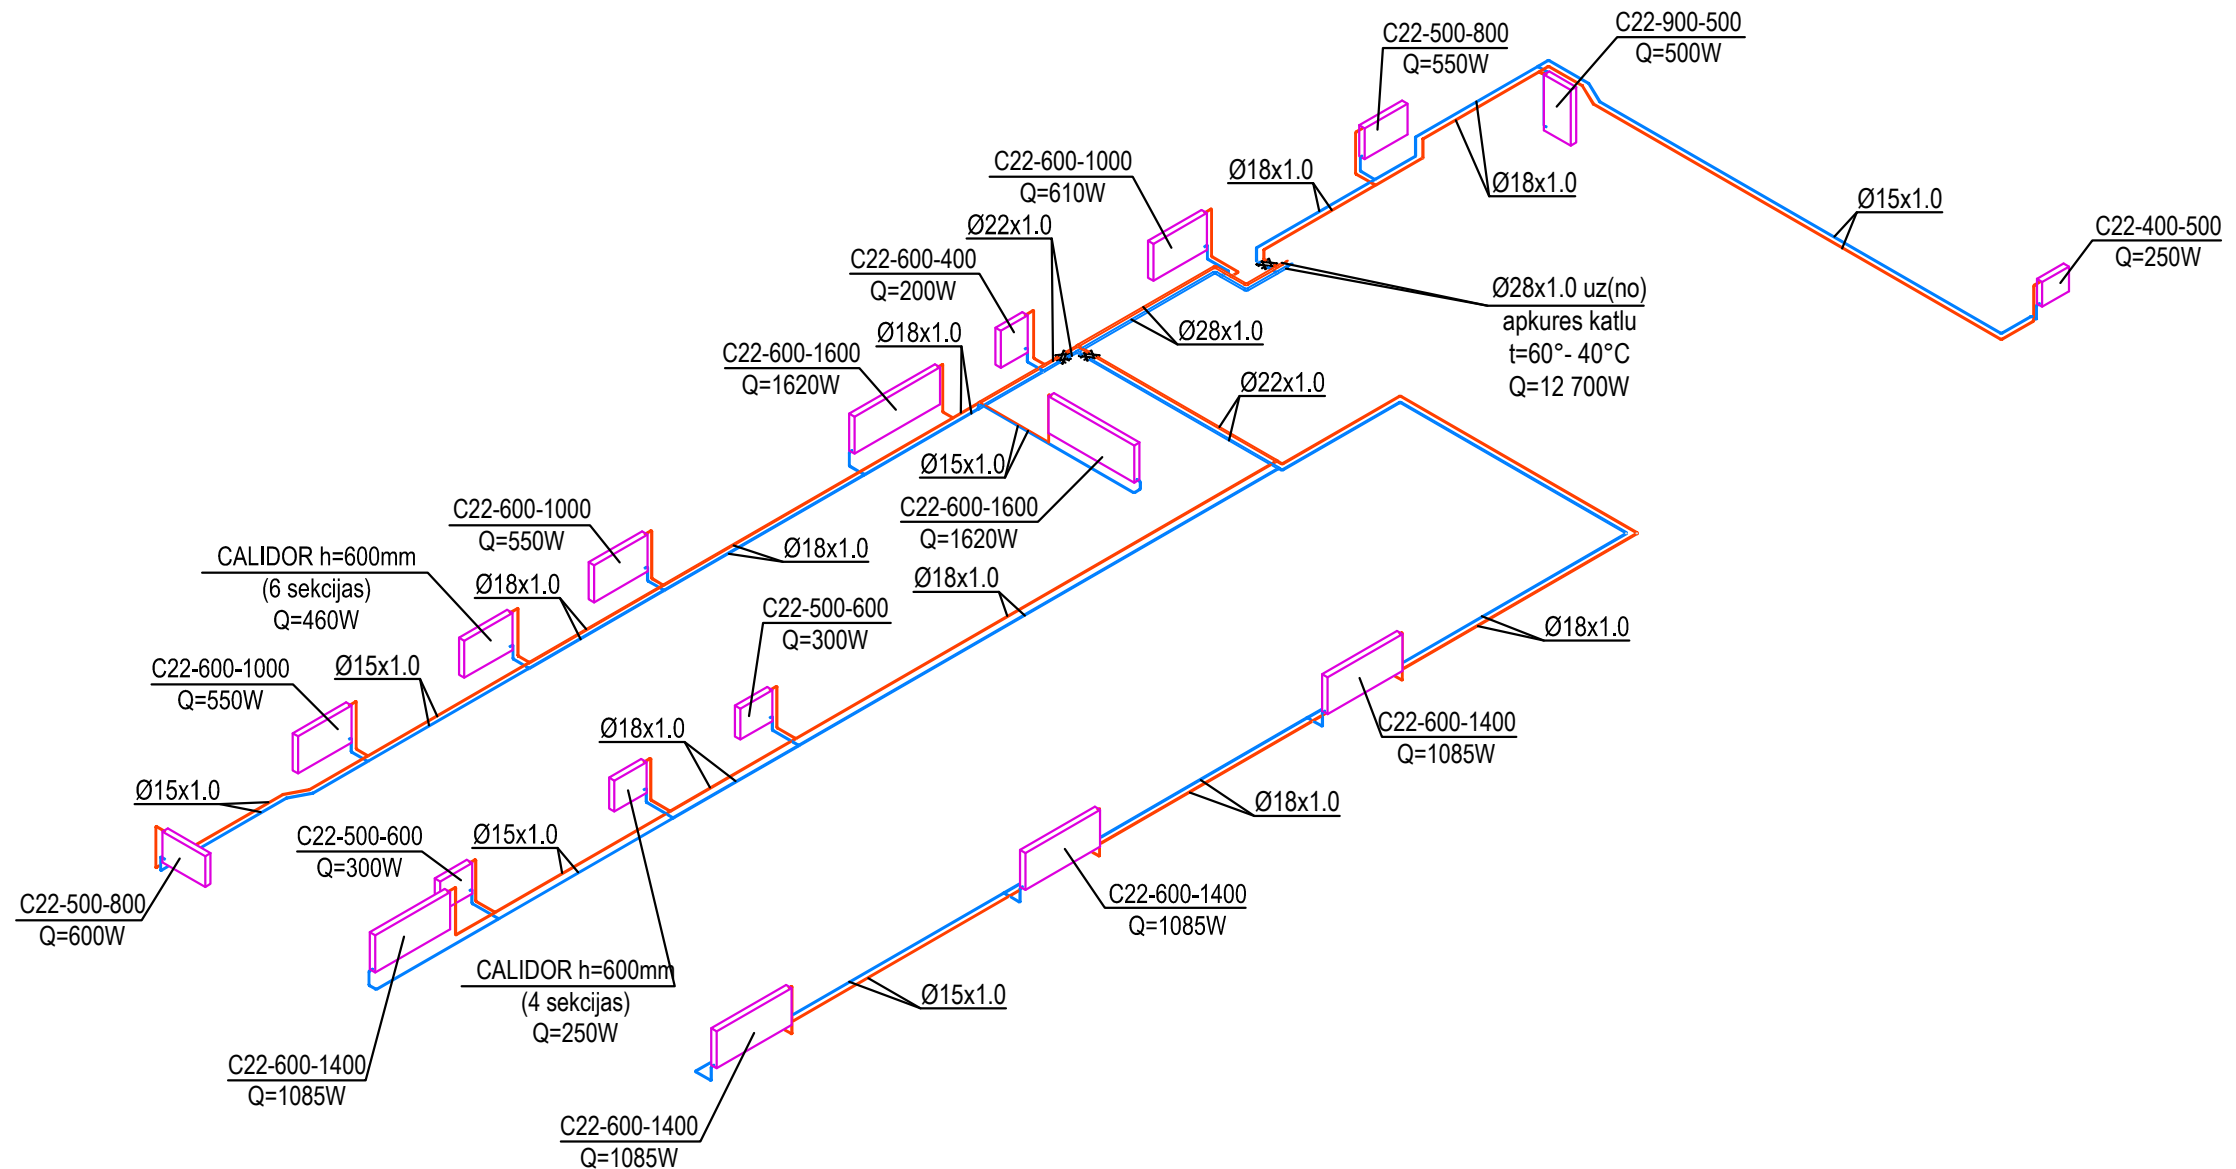 C22-900-500
Q=500W
C22-500-800
Q=550W
C22-600-1000
Q=610W
Ø18x1.0
Ø18x1.0
Ø15x1.0
C22-400-500
Q=250W
Ø22x1.0
C22-600-400
Q=200W
Ø28x1.0 uz(no)
apkures katlu
t=60°- 40°C
Q=12 700W
Ø18x1.0
Ø28x1.0
C22-600-1600
Q=1620W
Ø22x1.0
Ø15x1.0
C22-600-1600
Q=1620W
C22-600-1000
Q=550W
Ø18x1.0
CALIDOR h=600mm
(6 sekcijas)
Q=460W
Ø18x1.0
Ø18x1.0
C22-500-600
Q=300W
Ø18x1.0
C22-600-1000
Q=550W
Ø15x1.0
Ø18x1.0
C22-600-1400
Q=1085W
Ø15x1.0
Ø18x1.0
C22-500-600
Q=300W
Ø15x1.0
C22-500-800
Q=600W
C22-600-1400
Q=1085W
CALIDOR h=600mm
(4 sekcijas)
Q=250W
Ø15x1.0
C22-600-1400
Q=1085W
C22-600-1400
Q=1085W